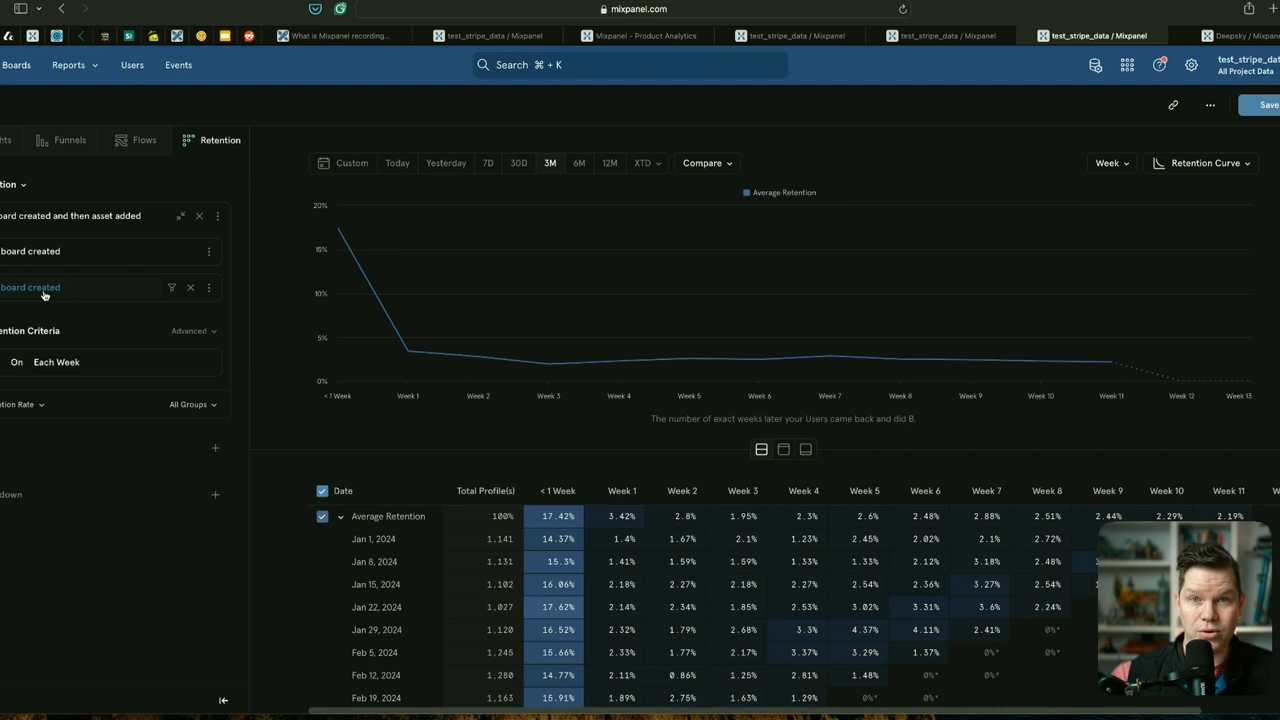 mixpanel.com
What is Mixpanel recording...
test_stripe_data / Mixpanel
Mixpanel - Product Analytics
test_stripe_data / Mixpanel
test_stripe_data / Mixpanel
test_stripe_data / Mixpanel
Deepsky / Mixpan
Boards Reports Users Events
Search ⌘ + K
test_stripe_da
All Project Data
Save
hts Funnels Flows Retention
Custom Today Yesterday 7D 30D 3M 6M 12M XTD Compare Week Retention Curve
tion
oard created and then asset added
board created
board created
ention Criteria Advanced
On Each Week
ntion Rate All Groups
down
Average Retention
20%
15%
10%
5%
0%
< 1 Week Week 1 Week 2 Week 3 Week 4 Week 5 Week 6 Week 7 Week 8 Week 9 Week 10 Week 11 Week 12 Week 13
The number of exact weeks later your Users came back and did B.
Date Total Profile(s) < 1 Week Week 1 Week 2 Week 3 Week 4 Week 5 Week 6 Week 7 Week 8 Week 9 Week 10 Week 11 W
Average Retention 100% 17.42% 3.42% 2.8% 1.95% 2.3% 2.6% 2.48% 2.88% 2.51% 2.44% 2.29% 2.19%
Jan 1, 2024 1,141 14.37% 1.4% 1.67% 2.1% 1.23% 2.45% 2.02% 2.1% 2.72%
Jan 8, 2024 1,131 15.3% 1.41% 1.59% 1.59% 1.33% 1.33% 2.12% 3.18% 2.48%
Jan 15, 2024 1,102 16.06% 2.18% 2.27% 2.18% 2.27% 2.54% 2.36% 3.27% 2.54%
Jan 22, 2024 1,027 17.62% 2.14% 2.34% 1.85% 2.53% 3.02% 3.31% 3.6% 2.24%
Jan 29, 2024 1,120 16.52% 2.32% 1.79% 2.68% 3.3% 4.37% 4.11% 2.41% 0%*
Feb 5, 2024 1,245 15.66% 2.33% 1.77% 2.17% 3.37% 3.29% 1.37% 0%* 0%*
Feb 12, 2024 1,280 14.77% 2.11% 0.86% 1.25% 2.81% 1.48% 0%* 0%*
Feb 19, 2024 1,163 15.91% 1.89% 2.75% 1.63% 1.29% 0%* 0%*